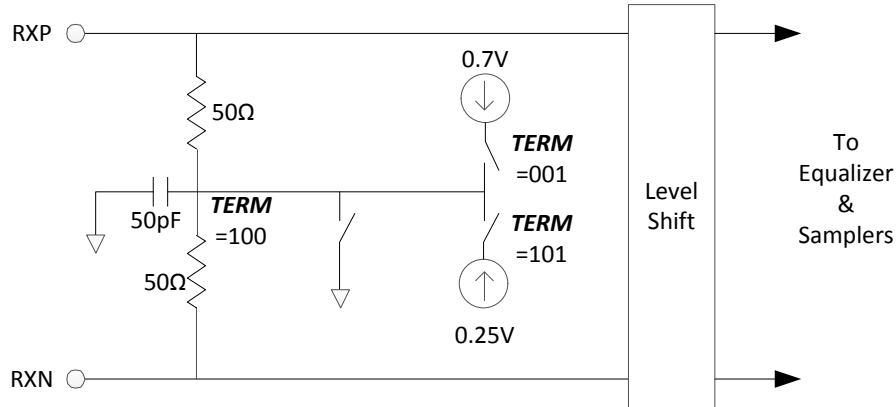 RXP
0.7V
50Ω
TERM
=001
50pF
TERM
=100
TERM
=101
50Ω
0.25V
RXN
Level
Shift
To
Equalizer
&
Samplers